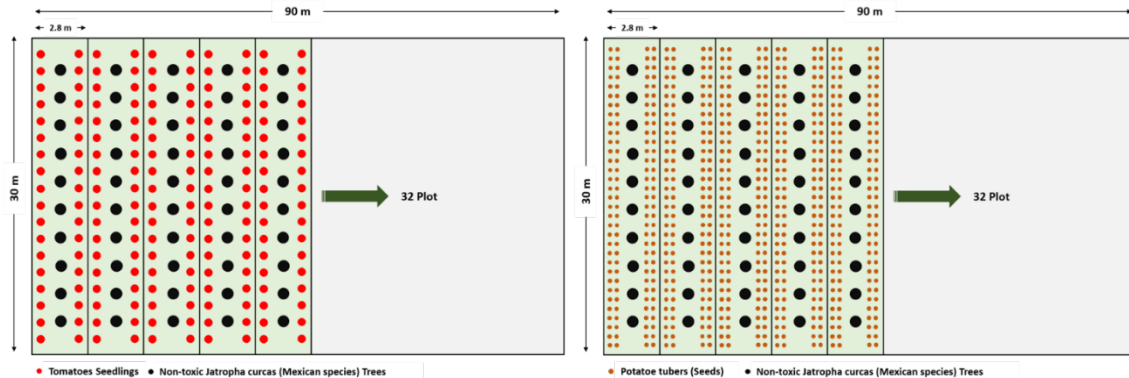 90 m
2.8 m
30 m
32 Plot
Tomatoes Seedlings
Non-toxic Jatropha curcas (Mexican species) Trees
90 m
2.8 m
30 m
32 Plot
Potatoe tubers (Seeds)
Non-toxic Jatropha curcas (Mexican species) Trees